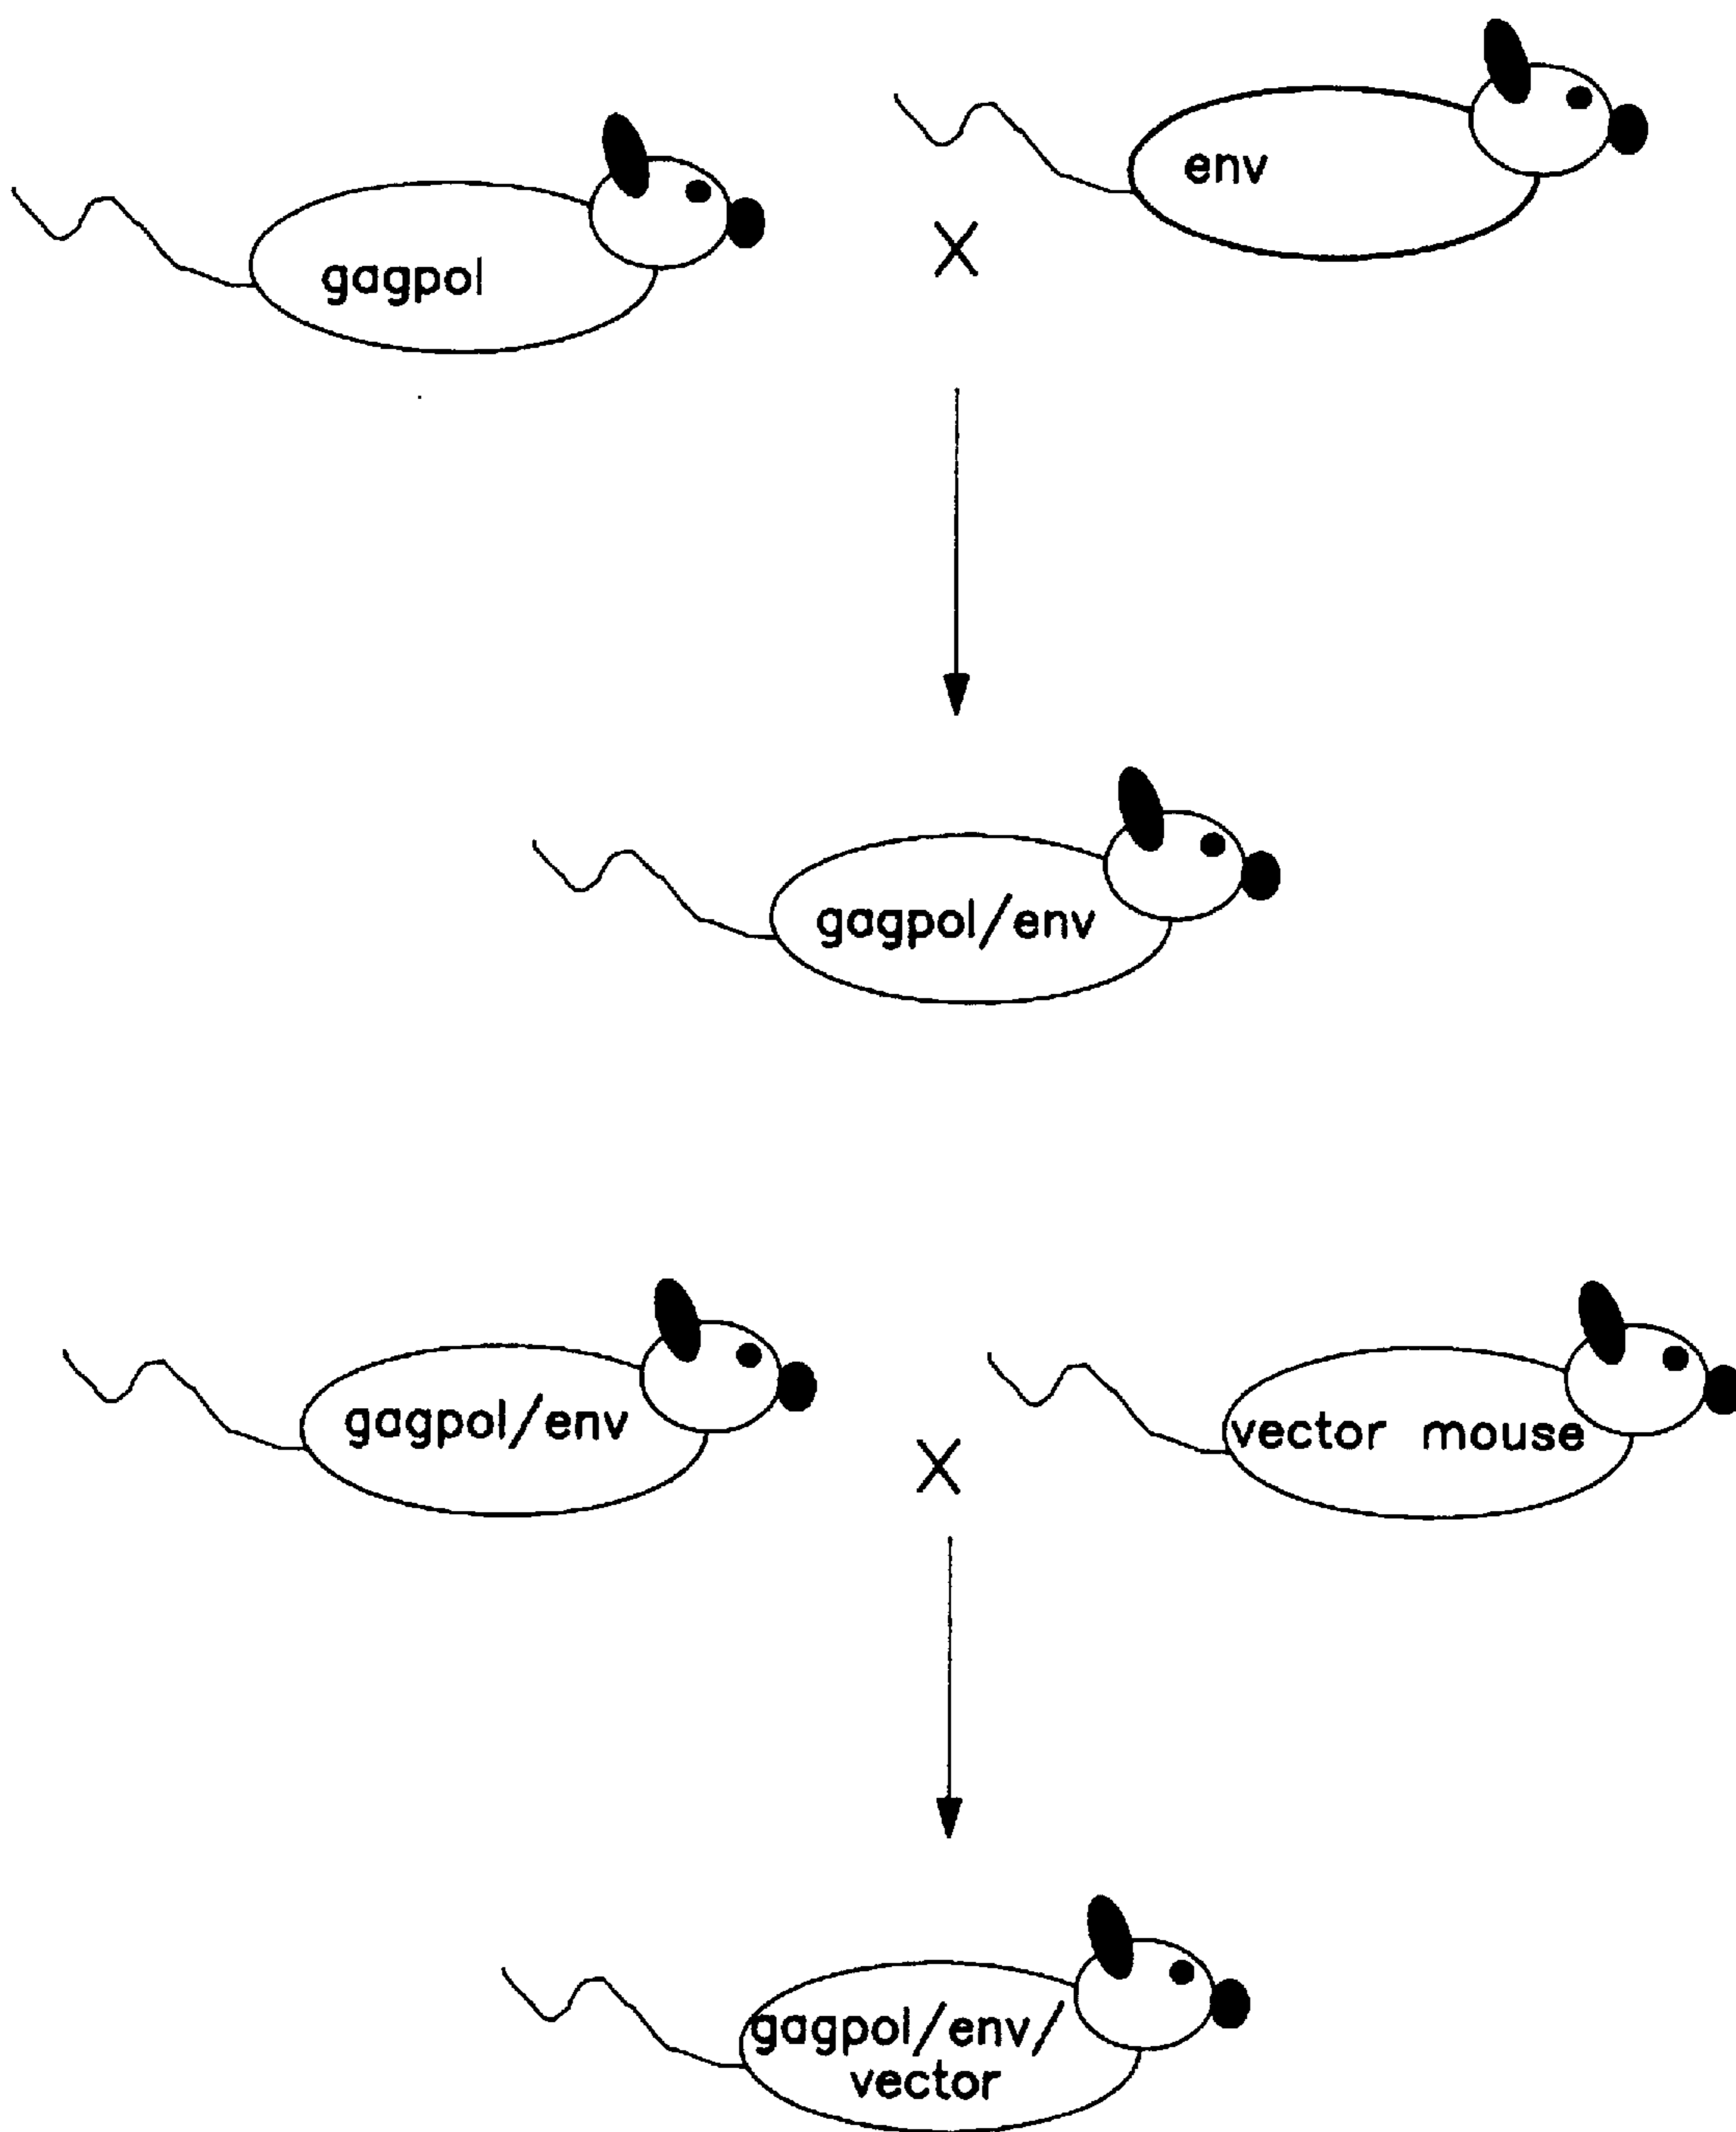 env
gagpol
X
gagpol/env
gagpol/env
vector mouse
X
gagpol/env/
vector